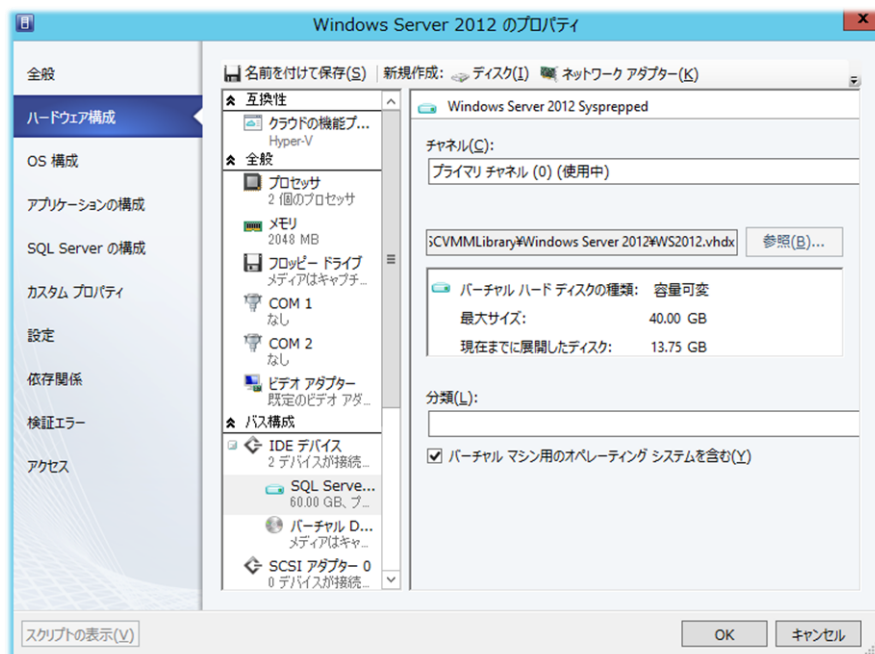 Windows Server 2012 のプロパティ
全般
ハードウェア構成
OS 構成
アプリケーションの構成
SQL Server の構成
カスタム プロパティ
設定
依存関係
検証エラー
アクセス
名前を付けて保存(S) 新規作成: ディスク(I) ネットワーク アダプター(K)
互換性
クラウドの機能プ...
Hyper-V
全般
プロセッサ
2 個のプロセッサ
メモリ
2048 MB
フロッピー ドライブ
メディアはキャプチ...
COM 1
なし
COM 2
なし
ビデオ アダプター
既定のビデオ アダ...
バス構成
IDE デバイス
2 デバイスが接続...
SQL Serve...
60.00 GB、プ...
バーチャル D...
メディアはキャ...
SCSI アダプター 0
0 デバイスが接続...
Windows Server 2012 Sysprepped
チャネル(C):
プライマリ チャネル (0) (使用中)
SCVMMLibrary¥Windows Server 2012¥WS2012.vhdx 参照(B)...
バーチャル ハード ディスクの種類: 容量可変
最大サイズ: 40.00 GB
現在までに展開したディスク: 13.75 GB
分類(L):
バーチャル マシン用のオペレーティング システムを含む(Y)
スクリプトの表示(V) OK キャンセル